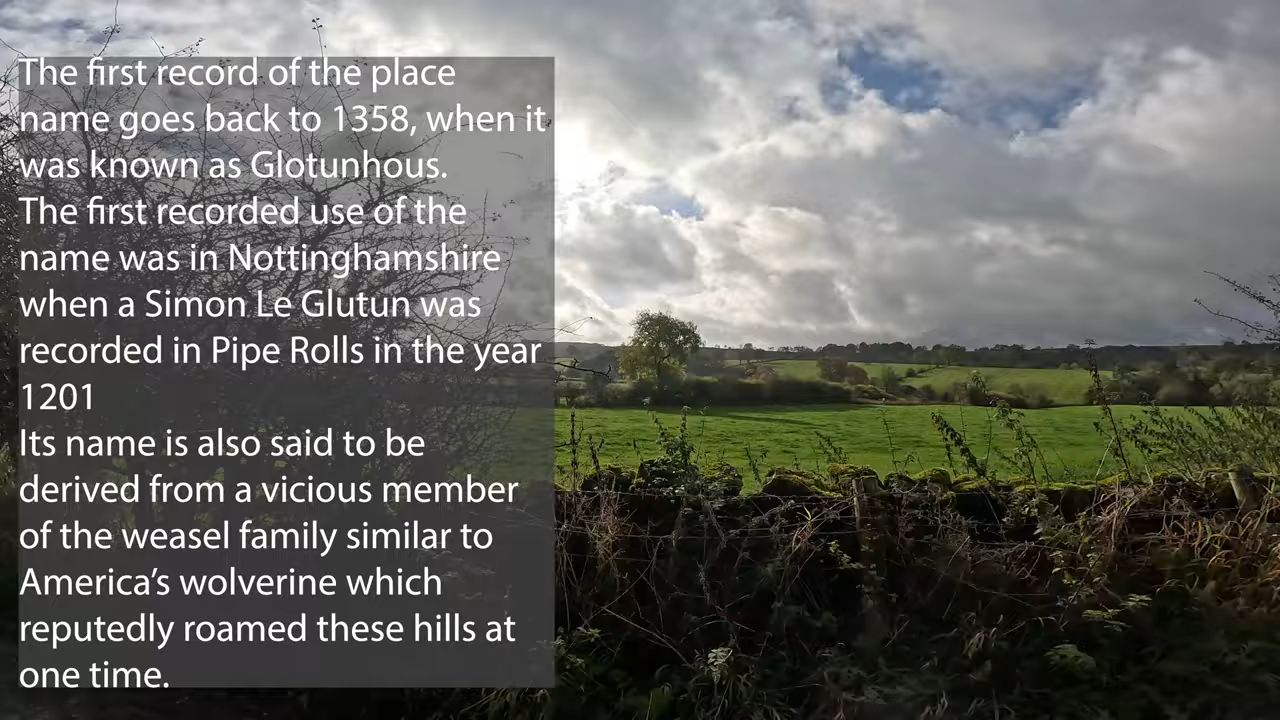 The first record of the place
name goes back to 1358, when it
was known as Glotunhous.
The first recorded use of the
name was in Nottinghamshire
when a Simon Le Glutun was
recorded in Pipe Rolls in the year
1201
Its name is also said to be
derived from a vicious member
of the weasel family similar to
America’s wolverine which
reputedly roamed these hills at
one time.